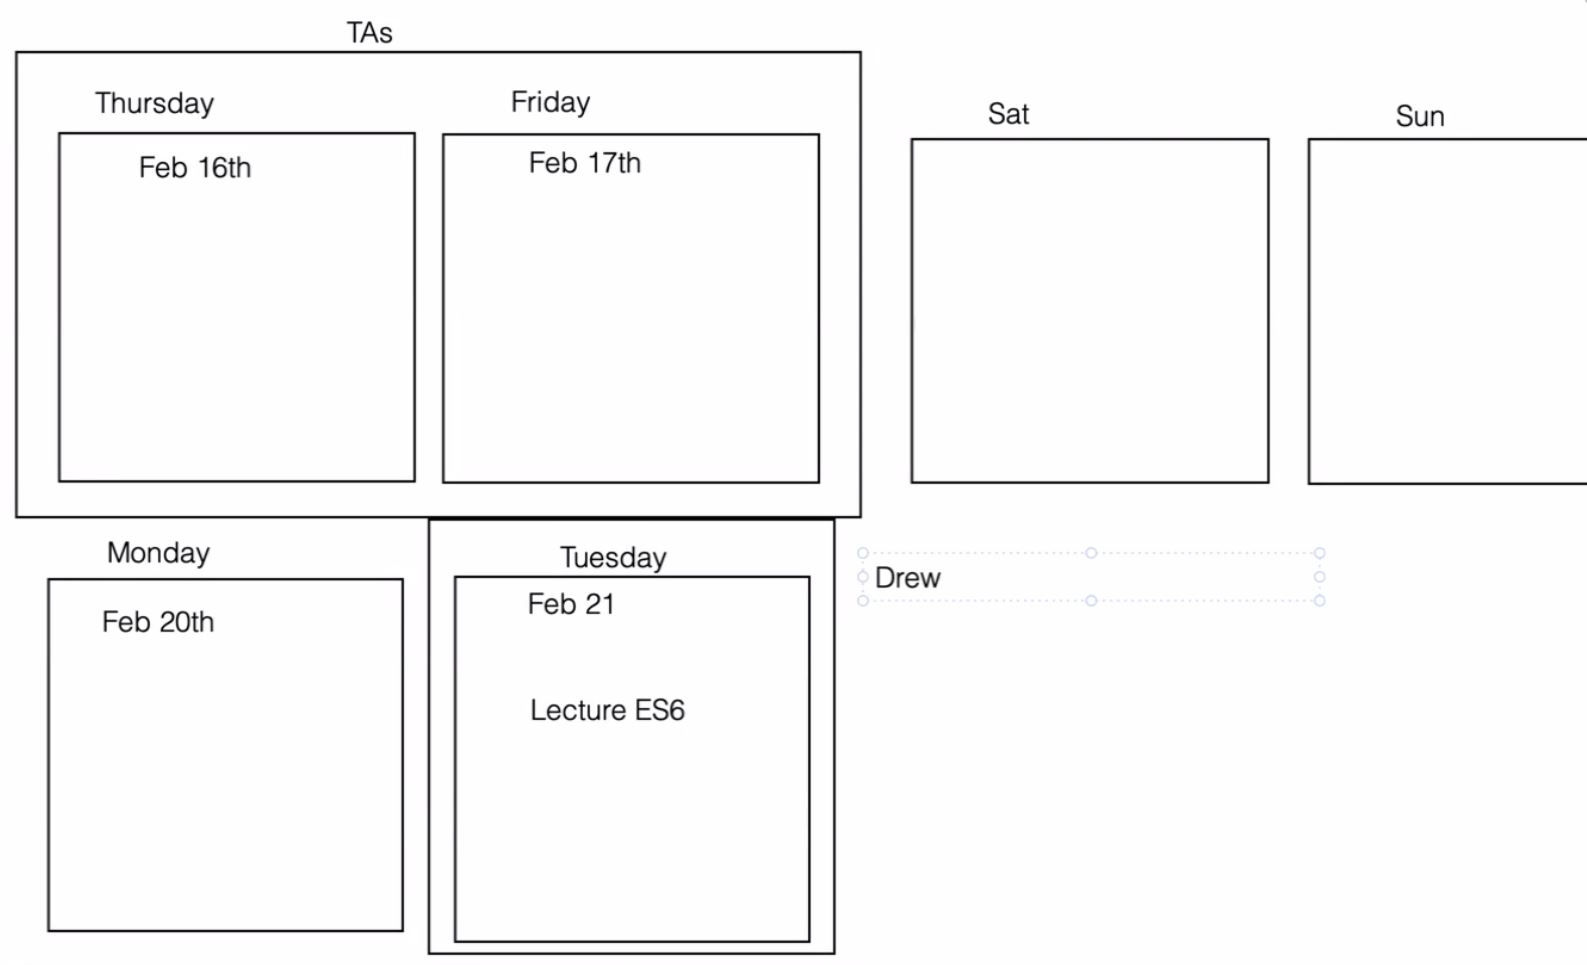 TAs
Thursday
Friday
Sat
Sun
Feb 16th
Feb 17th
Monday
Tuesday
Drew
Feb 20th
Feb 21
Lecture ES6